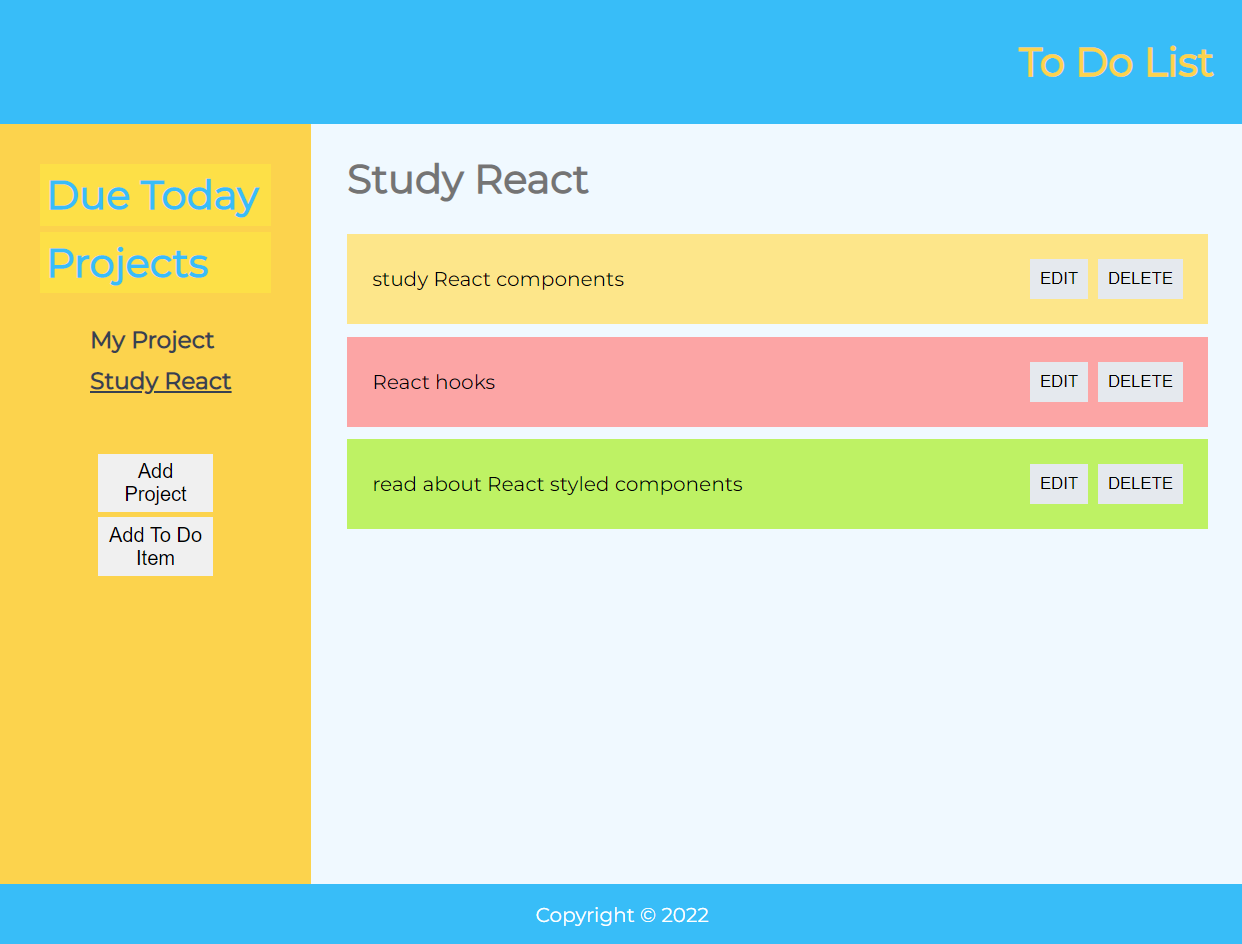 To Do List
Due Today
Projects
My Project
Study React
Add
Project
Add To Do
Item
Study React
study React components
EDIT DELETE
React hooks
EDIT DELETE
read about React styled components
EDIT DELETE
Copyright © 2022